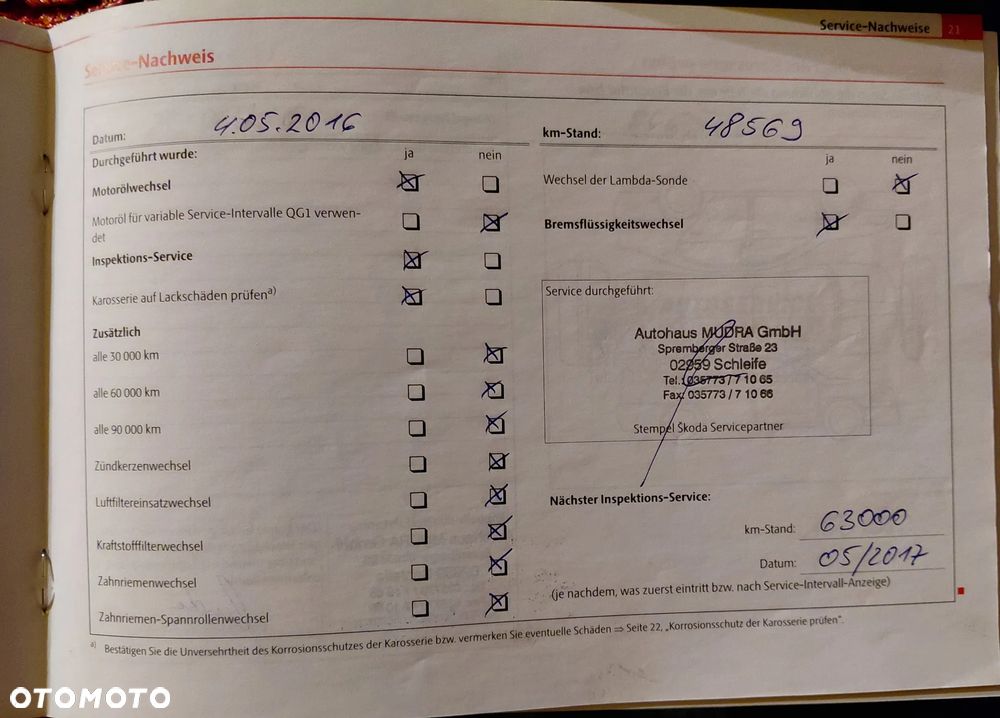 Service-Nachweise 21
Service-Nachweis
Datum: 4.05.2016
km-Stand: 48569
Durchgeführt wurde: ja nein
Motorölwechsel
Motoröl für variable Service-Intervalle QG1 verwen-
det
Inspektions-Service
Karosserie auf Lackschäden prüfen a)
Zusätzlich
alle 30 000 km
alle 60 000 km
alle 90 000 km
Zündkerzenwechsel
Luftfiltereinsatzwechsel
Kraftstofffilterwechsel
Zahnriemenwechsel
Zahnriemen-Spannrollenwechsel
ja nein
Wechsel der Lambda-Sonde
Bremsflüssigkeitswechsel
Service durchgeführt:
Autohaus MUDRA GmbH
Spremberger Straße 23
02959 Schleife
Tel.: 035773 / 7 10 65
Fax: 035773 / 7 10 66
Stempel Škoda Servicepartner
Nächster Inspektions-Service:
km-Stand: 63000
Datum: 05/2017
(je nachdem, was zuerst eintritt bzw. nach Service-Intervall-Anzeige)
a) Bestätigen Sie die Unversehrtheit des Korrosionsschutzes der Karosserie bzw. vermerken Sie eventuelle Schäden ⇒ Seite 22, „Korrosionsschutz der Karosserie prüfen“.
OTOMOTO